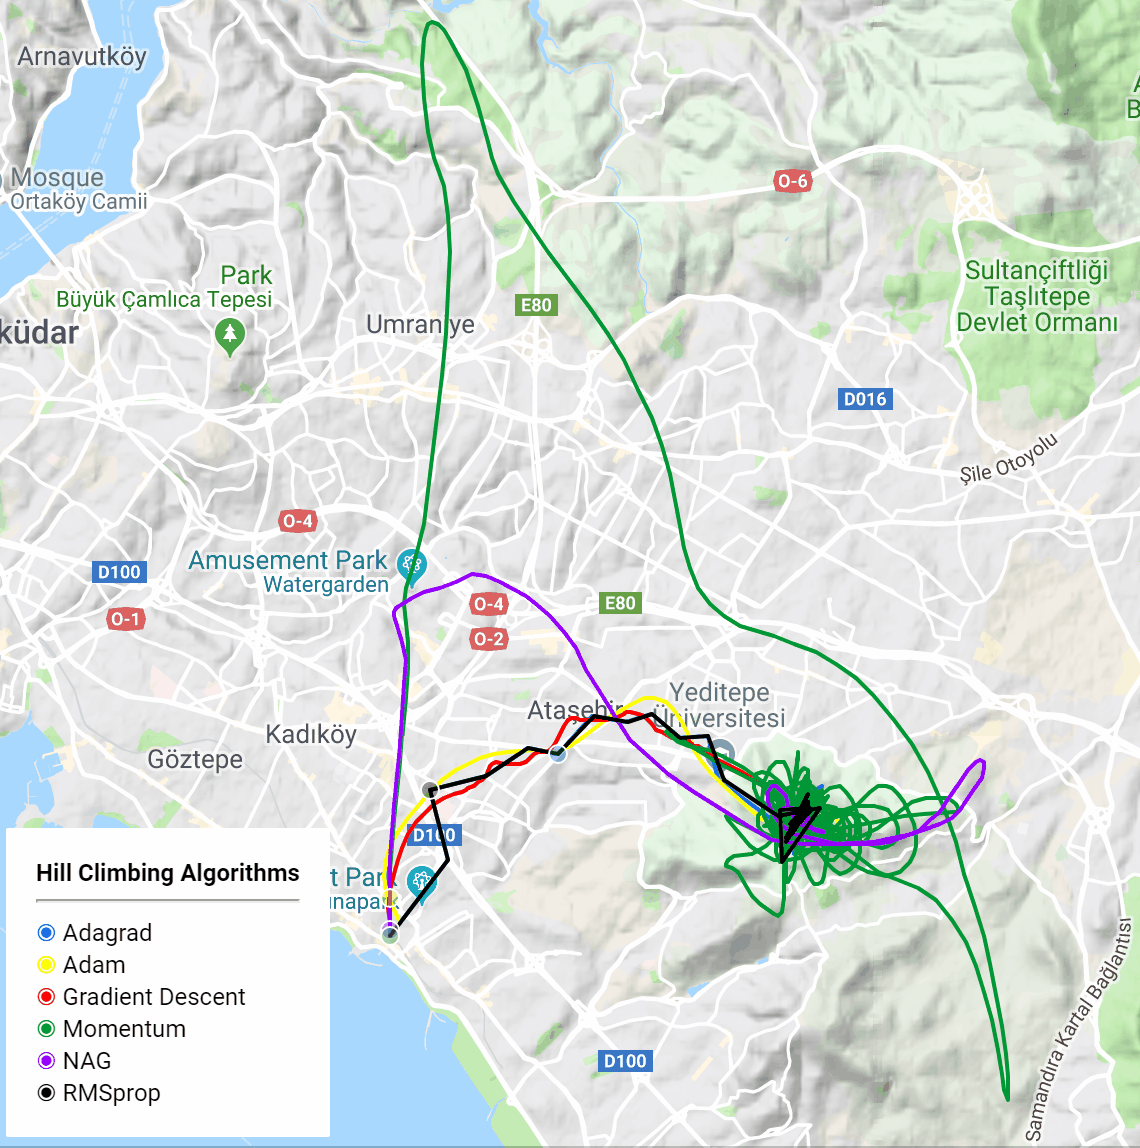 Arnavutköy
A
B
Mosque
Ortaköy Camii
O-6
Park
Büyük Çamlıca Tepesi
Sultançiftliği
Taşlıtepe
Devlet Ormanı
E80
küdar
Umraniye
D016
Şile Otoyolu
O-4
Amusement Park
Watergarden
D100
O-4
E80
O-1
O-2
Yeditepe
Üniversitesi
Ataşehir
Kadıköy
Göztepe
D100
t Park
unapark
Hill Climbing Algorithms
Adagrad
Adam
Gradient Descent
Momentum
NAG
RMSprop
D100
Samandıra Kartal Bağlantısı